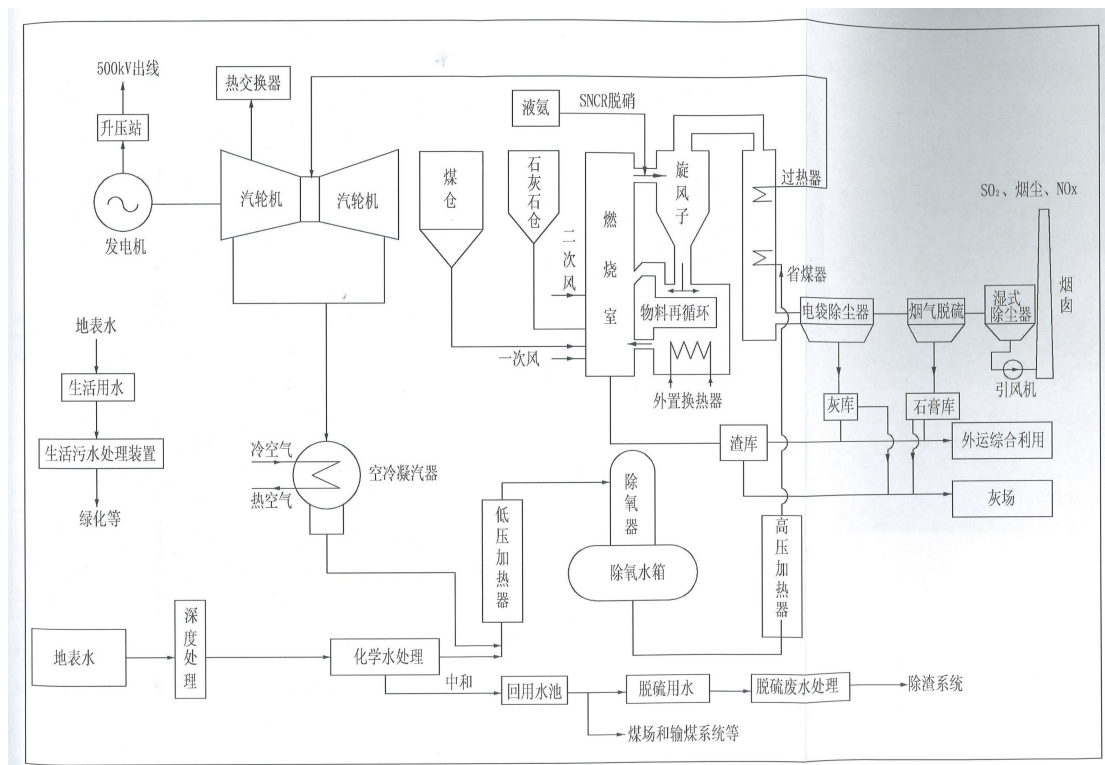 500kV出线
热交换器
升压站
汽轮机
汽轮机
发电机
煤仓
石灰石仓
液氨
SNCR脱硝
燃烧室
旋风子
二次风
一次风
物料再循环
外置换热器
过热器
省煤器
SO₂、烟尘、NOx
电袋除尘器
烟气脱硫
湿式
除尘器
烟囱
引风机
灰库
石膏库
渣库
外运综合利用
灰场
地表水
生活用水
生活污水处理装置
绿化等
冷空气
热空气
空冷凝汽器
低压加热器
除氧器
除氧水箱
高压加热器
地表水
深度处理
化学水处理
中和
回用水池
脱硫用水
脱硫废水处理
除渣系统
煤场和输煤系统等